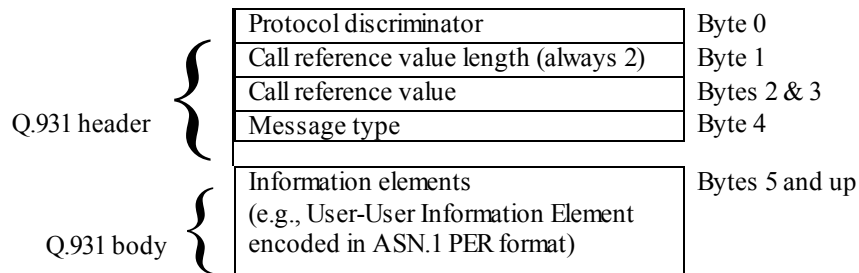 Protocol discriminator Byte 0
Call reference value length (always 2) Byte 1
Call reference value Bytes 2 & 3
Q.931 header
Message type Byte 4
Information elements Bytes 5 and up
(e.g., User-User Information Element
encoded in ASN.1 PER format)
Q.931 body